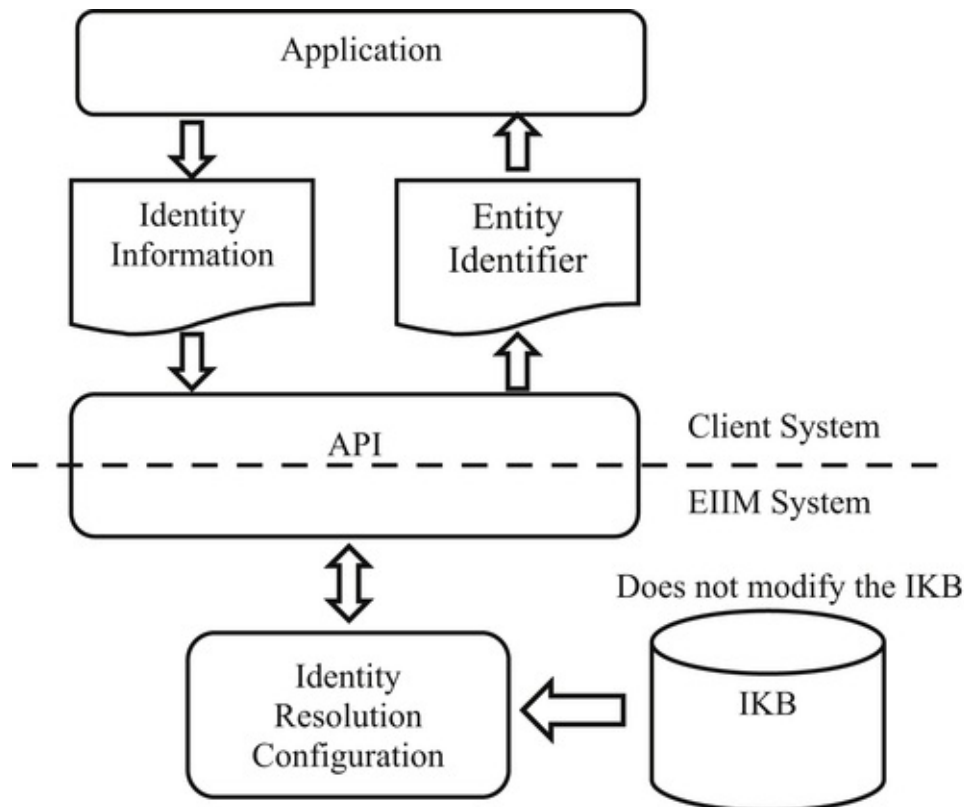 Application
Identity
Information
Entity
Identifier
API
Client System
EIIM System
Does not modify the IKB
Identity
Resolution
Configuration
IKB